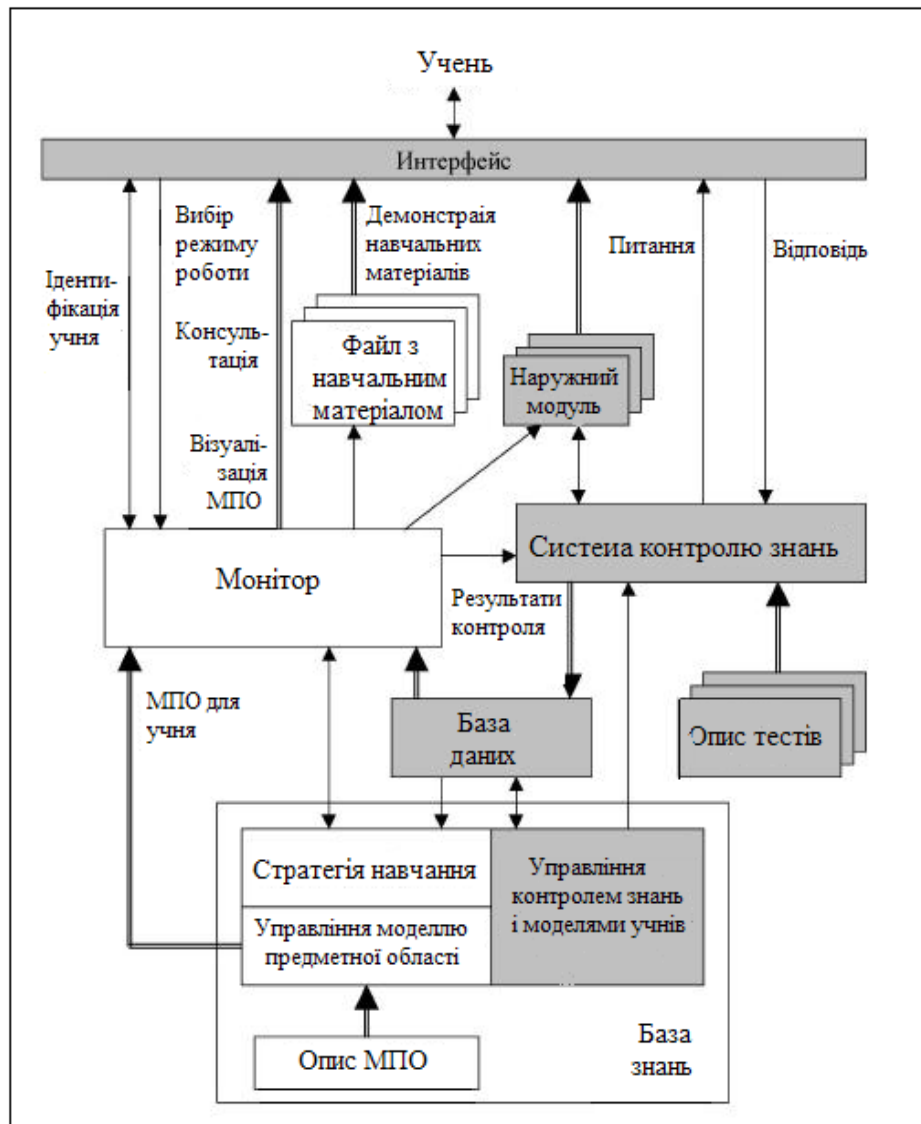 Учень
Интерфейс
Іденти-
фікація
учня
Вибір
режиму
роботи
Консуль-
тація
Візуалі-
зація
МПО
Демонстраія
навчальних
матеріалів
Файл з
навчальним
матеріалом
Наружний
модуль
Питання
Відповідь
Монітор
Систеиа контролю знань
Результати
контроля
МПО для
учня
База
даних
Опис тестів
Стратегія навчання
Управління моделлю
предметної області
Управління
контролем знань
і моделями учнів
Опис МПО
База
знань